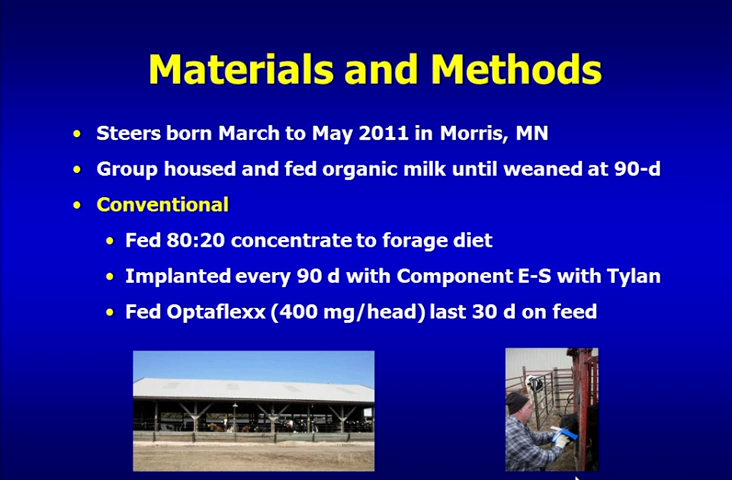 Materials and Methods
Steers born March to May 2011 in Morris, MN
Group housed and fed organic milk until weaned at 90-d
Conventional
Fed 80:20 concentrate to forage diet
Implanted every 90 d with Component E-S with Tylan
Fed Optaflexx (400 mg/head) last 30 d on feed